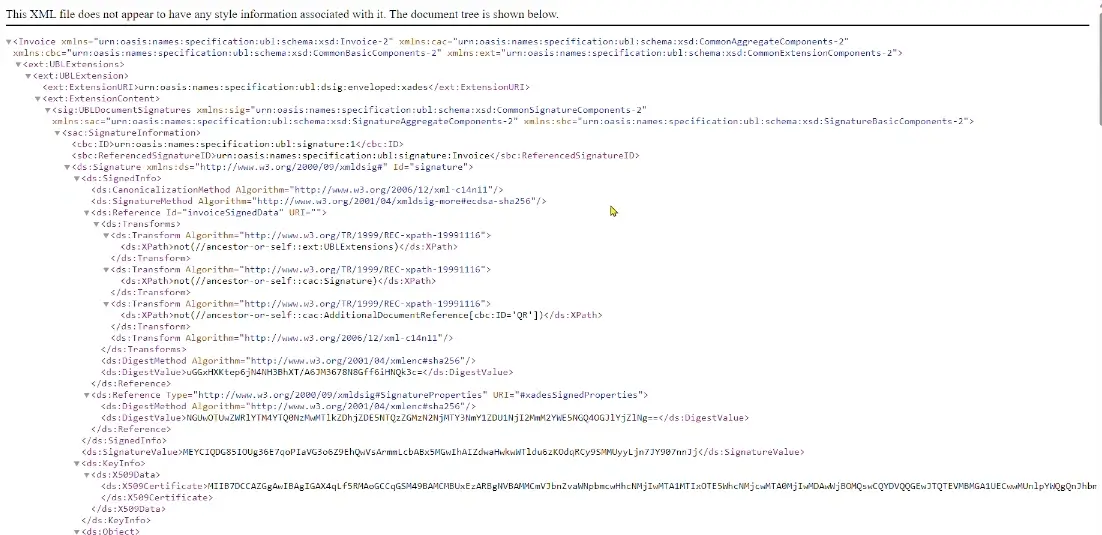 This XML file does not appear to have any style information associated with it. The document tree is shown below.
▼<Invoice xmlns="urn:oasis:names:specification:ubl:schema:xsd:Invoice-2" xmlns:cac="urn:oasis:names:specification:ubl:schema:xsd:CommonAggregateComponents-2"
xmlns:cbc="urn:oasis:names:specification:ubl:schema:xsd:CommonBasicComponents-2" xmlns:ext="urn:oasis:names:specification:ubl:schema:xsd:CommonExtensionComponents-2">
▼<ext:UBLExtensions>
▼<ext:UBLExtension>
<ext:ExtensionURI>urn:oasis:names:specification:ubl:dsig:enveloped:xades</ext:ExtensionURI>
▼<ext:ExtensionContent>
▼<sig:UBLDocumentSignatures xmlns:sig="urn:oasis:names:specification:ubl:schema:xsd:CommonSignatureComponents-2"
xmlns:sac="urn:oasis:names:specification:ubl:schema:xsd:SignatureAggregateComponents-2" xmlns:sbc="urn:oasis:names:specification:ubl:schema:xsd:SignatureBasicComponents-2">
▼<sac:SignatureInformation>
<cbc:ID>urn:oasis:names:specification:ubl:signature:1</cbc:ID>
<sbc:ReferencedSignatureID>urn:oasis:names:specification:ubl:signature:Invoice</sbc:ReferencedSignatureID>
▼<ds:Signature xmlns:ds="http://www.w3.org/2000/09/xmldsig#" Id="signature">
▼<ds:SignedInfo>
<ds:CanonicalizationMethod Algorithm="http://www.w3.org/2006/12/xml-c14n11"/>
<ds:SignatureMethod Algorithm="http://www.w3.org/2001/04/xmldsig-more#ecdsa-sha256"/>
▼<ds:Reference Id="invoiceSignedData" URI="">
▼<ds:Transforms>
▼<ds:Transform Algorithm="http://www.w3.org/TR/1999/REC-xpath-19991116">
<ds:XPath>not(//ancestor-or-self::ext:UBLExtensions)</ds:XPath>
</ds:Transform>
▼<ds:Transform Algorithm="http://www.w3.org/TR/1999/REC-xpath-19991116">
<ds:XPath>not(//ancestor-or-self::cac:Signature)</ds:XPath>
</ds:Transform>
▼<ds:Transform Algorithm="http://www.w3.org/TR/1999/REC-xpath-19991116">
<ds:XPath>not(//ancestor-or-self::cac:AdditionalDocumentReference[cbc:ID='QR'])</ds:XPath>
</ds:Transform>
<ds:Transform Algorithm="http://www.w3.org/2006/12/xml-c14n11"/>
</ds:Transforms>
<ds:DigestMethod Algorithm="http://www.w3.org/2001/04/xmlenc#sha256"/>
<ds:DigestValue>uGGxHXKtep6jN4NH3BhXT/A6JM3678N8Gff6iHNQk3c=</ds:DigestValue>
</ds:Reference>
▼<ds:Reference Type="http://www.w3.org/2000/09/xmldsig#SignatureProperties" URI="#xadesSignedProperties">
<ds:DigestMethod Algorithm="http://www.w3.org/2001/04/xmlenc#sha256"/>
<ds:DigestValue></ds:DigestValue>
</ds:Reference>
</ds:SignedInfo>
<ds:SignatureValue></ds:SignatureValue>
▼<ds:KeyInfo>
▼<ds:X509Data>
<ds:X509Certificate>
</ds:X509Certificate>
</ds:X509Data>
</ds:KeyInfo>
▼<ds:Object>